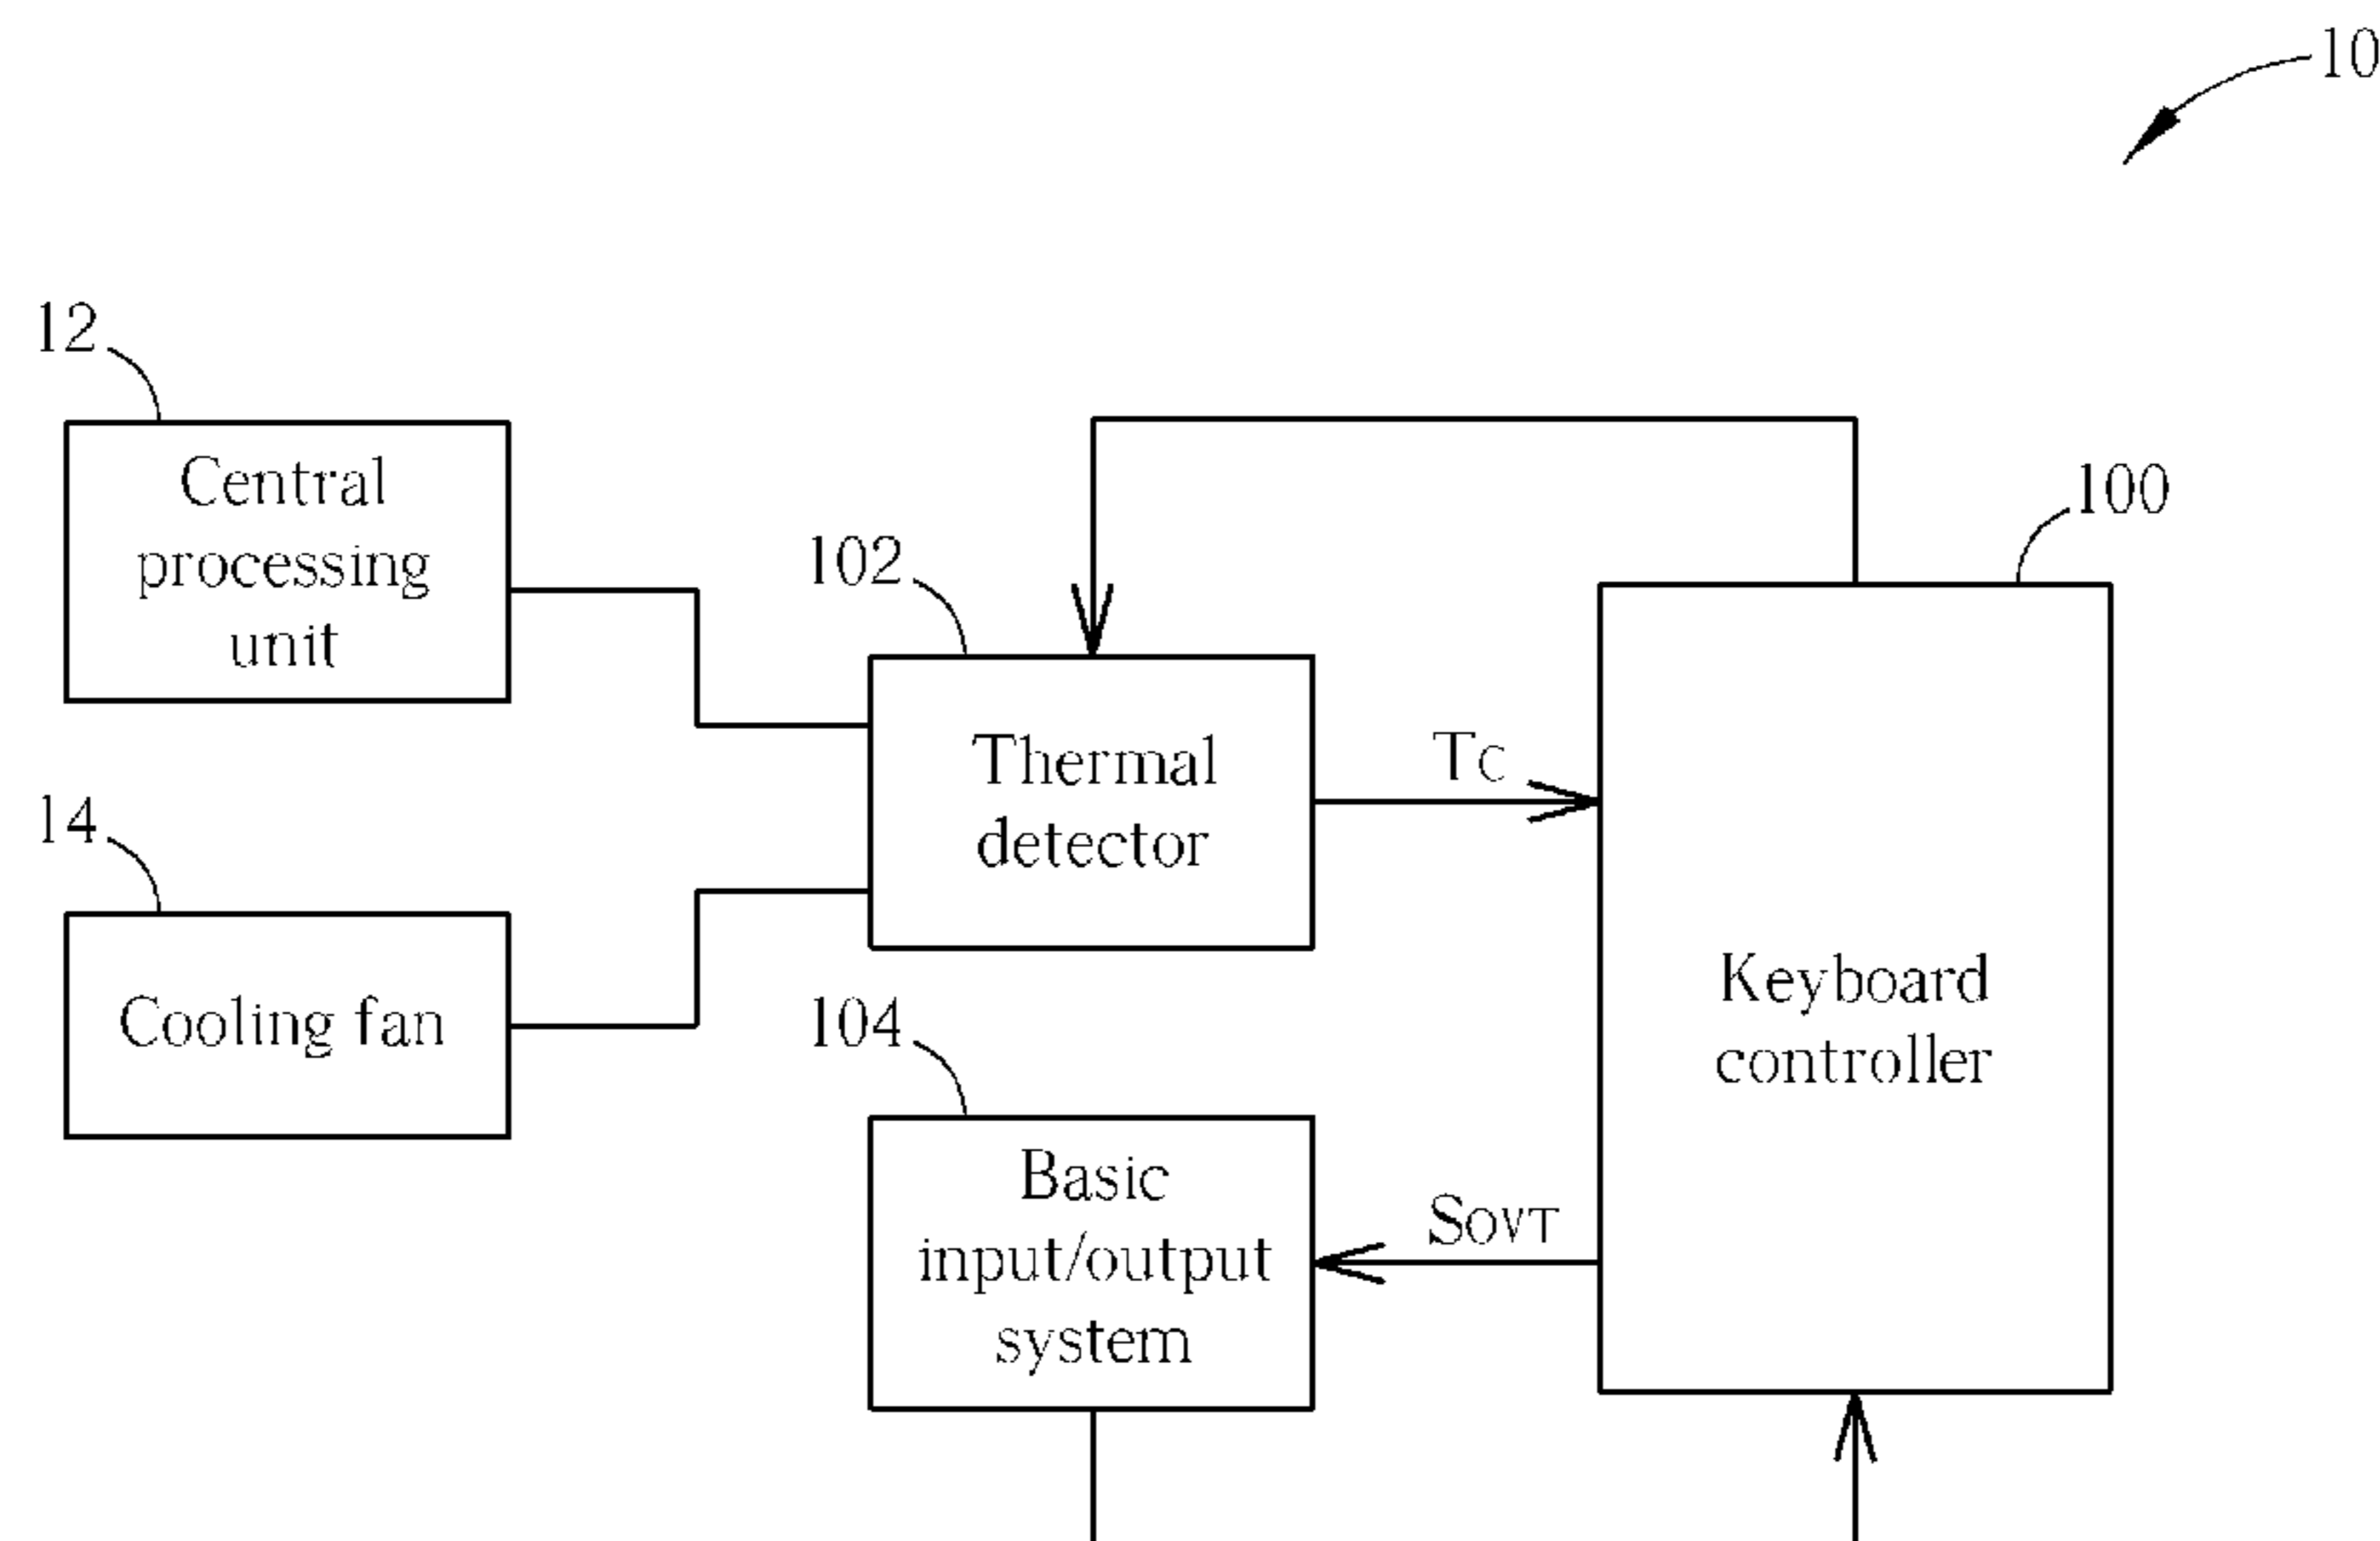 10
12
Central
processing
unit
100
102
Thermal
detector
TC
14
Cooling fan
Keyboard
controller
104
Basic
input/output
system
SOVT